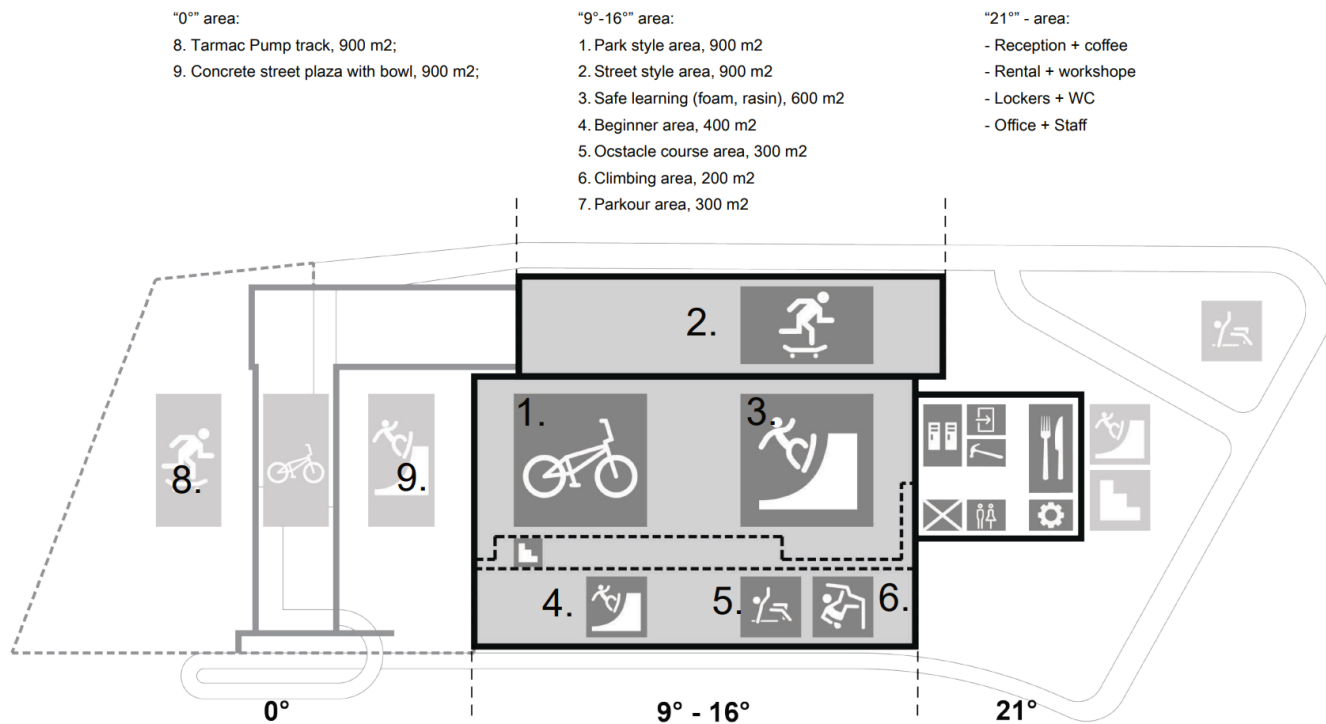 “0°” area:
8. Tarmac Pump track, 900 m2;
9. Concrete street plaza with bowl, 900 m2;
“9°-16°” area:
1. Park style area, 900 m2
2. Street style area, 900 m2
3. Safe learning (foam, rasin), 600 m2
4. Beginner area, 400 m2
5. Ocstacle course area, 300 m2
6. Climbing area, 200 m2
7. Parkour area, 300 m2
“21°” - area:
- Reception + coffee
- Rental + workshope
- Lockers + WC
- Office + Staff
2.
1.
3.
8.
9.
4.
5.
6.
0°
9° - 16°
21°